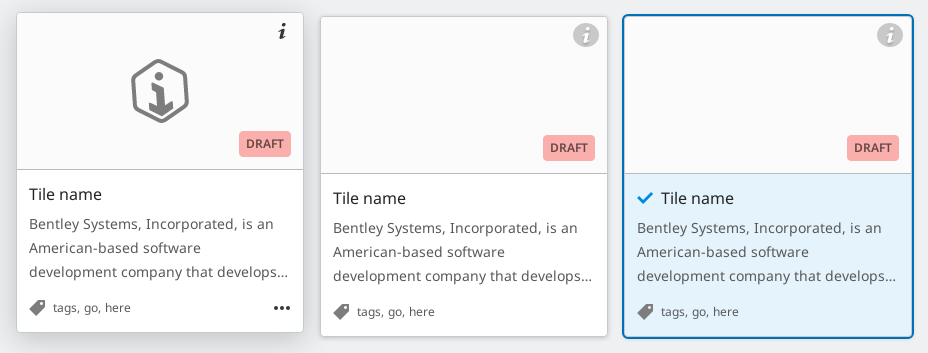 DRAFT
Tile name
Bentley Systems, Incorporated, is an
American-based software
development company that develops...
tags, go, here
DRAFT
Tile name
Bentley Systems, Incorporated, is an
American-based software
development company that develops...
tags, go, here
DRAFT
Tile name
Bentley Systems, Incorporated, is an
American-based software
development company that develops...
tags, go, here